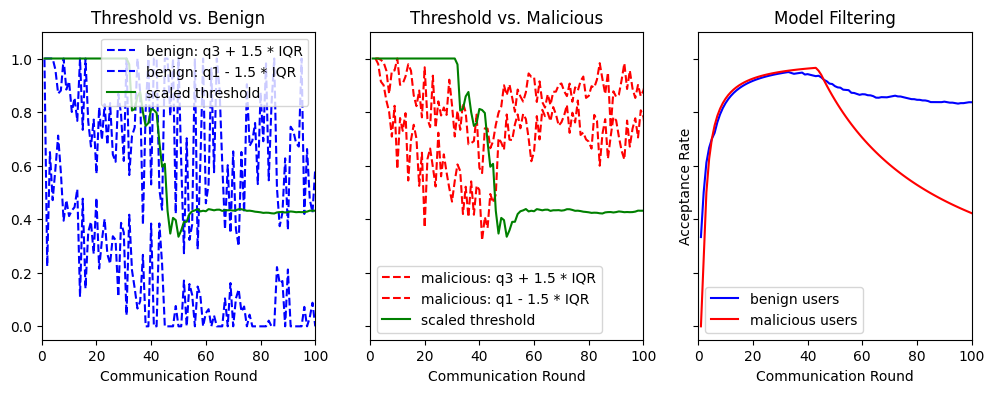 Threshold vs. Benign
benign: q3 + 1.5 * IQR
benign: q1 - 1.5 * IQR
scaled threshold
1.0
0.8
0.6
0.4
0.2
0.0
0 20 40 60 80 100
Communication Round
Threshold vs. Malicious
malicious: q3 + 1.5 * IQR
malicious: q1 - 1.5 * IQR
scaled threshold
0 20 40 60 80 100
Communication Round
Model Filtering
Acceptance Rate
benign users
malicious users
0 20 40 60 80 100
Communication Round